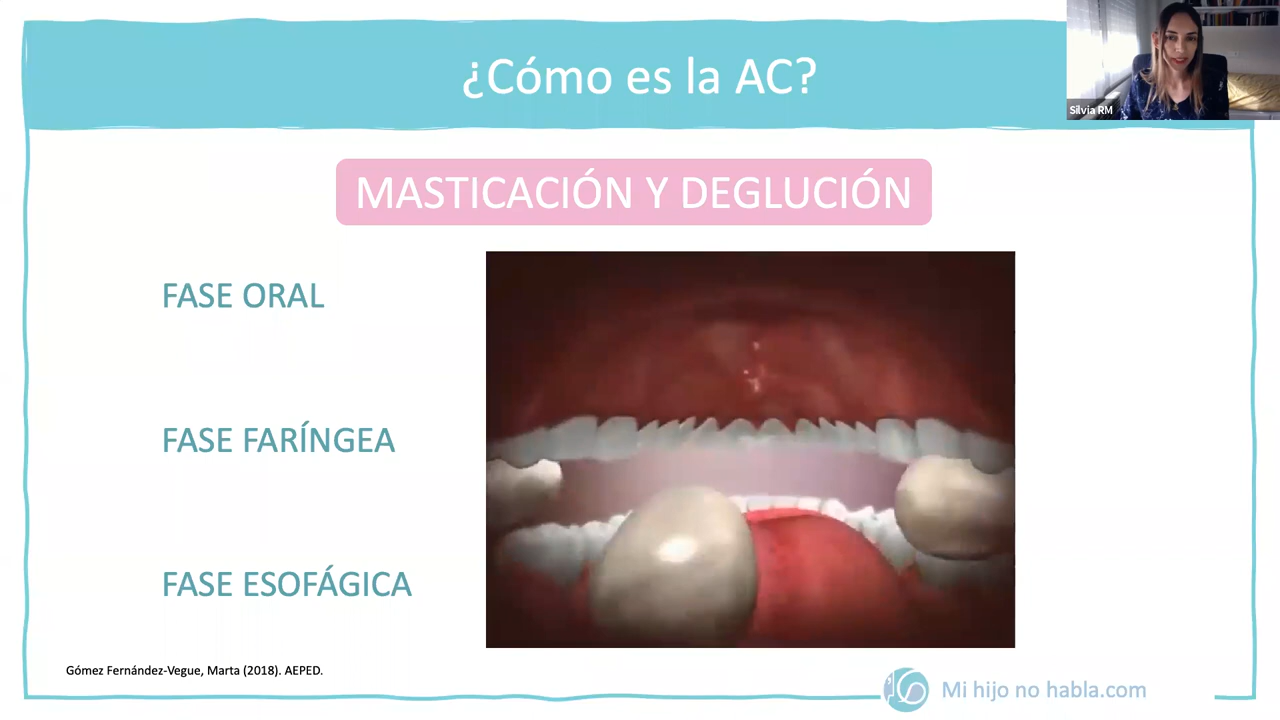 ¿Cómo es la AC?
Silvia RM
MASTICACIÓN Y DEGLUCIÓN
FASE ORAL
FASE FARÍNGEA
FASE ESOFÁGICA
Gómez Fernández-Vegue, Marta (2018). AEPED.
Mi hijo no habla.com